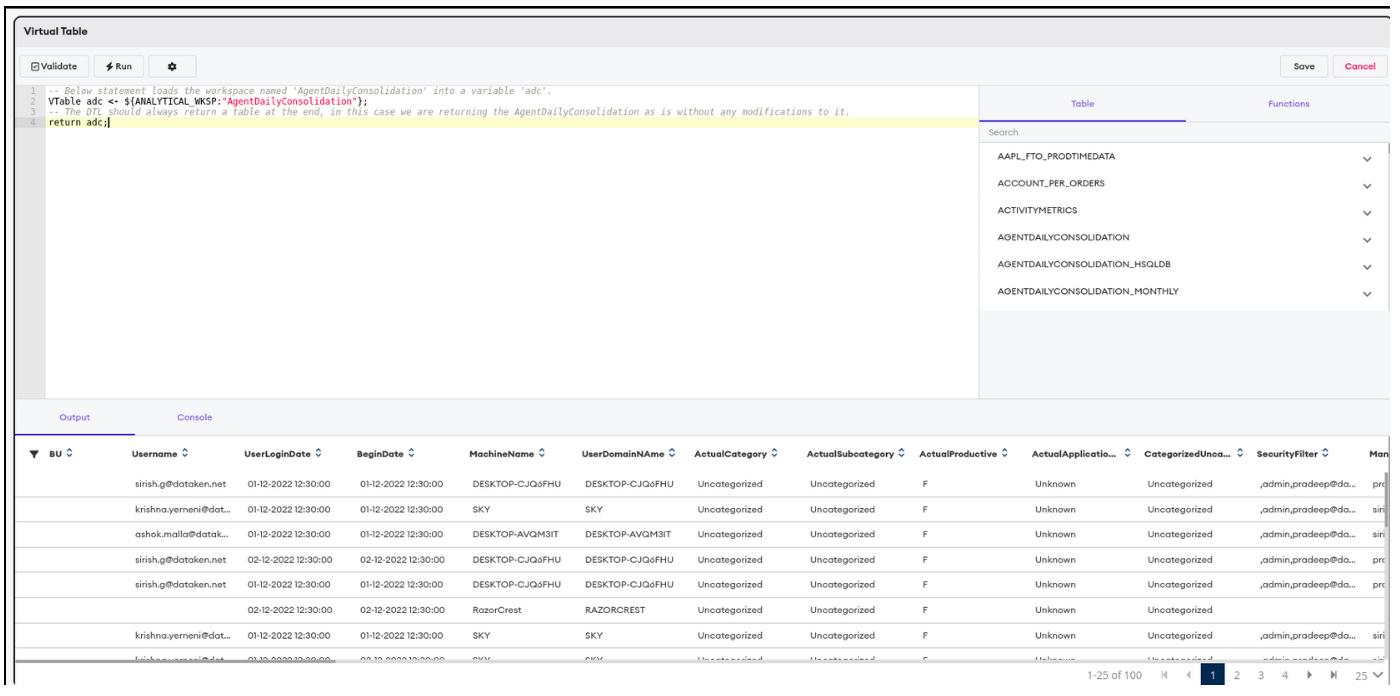 Virtual Table
Validate Run Save Cancel
1 -- Below statement loads the workspace named 'AgentDailyConsolidation' into a variable 'adc'.
2 VTable adc <- ${ANALYTICAL_WKSP:"AgentDailyConsolidation"};
3 -- The DTL should always return a table at the end, in this case we are returning the AgentDailyConsolidation as is without any modifications to it.
4 return adc;
Table Functions
Search
AAPL_FTO_PRODTIMEDATA
ACCOUNT_PER_ORDERS
ACTIVITYMETRICS
AGENTDAILYCONSOLIDATION
AGENTDAILYCONSOLIDATION_HSQLDB
AGENTDAILYCONSOLIDATION_MONTHLY
Output Console
BU Username UserLoginDate BeginDate MachineName UserDomainNAme ActualCategory ActualSubcategory ActualProductive ActualApplicatio... CategorizedUnca... SecurityFilter Man
sirish.g@dataken.net 01-12-2022 12:30:00 01-12-2022 12:30:00 DESKTOP-CJQ6FHU DESKTOP-CJQ6FHU Uncategorized Uncategorized F Unknown Uncategorized ,admin,pradeep@da... pro
krishna.yerneni@dat... 01-12-2022 12:30:00 01-12-2022 12:30:00 SKY SKY Uncategorized Uncategorized F Unknown Uncategorized ,admin,pradeep@da... siri
ashok.malla@datak... 01-12-2022 12:30:00 01-12-2022 12:30:00 DESKTOP-AVQM3IT DESKTOP-AVQM3IT Uncategorized Uncategorized F Unknown Uncategorized ,admin,pradeep@da... siri
sirish.g@dataken.net 02-12-2022 12:30:00 02-12-2022 12:30:00 DESKTOP-CJQ6FHU DESKTOP-CJQ6FHU Uncategorized Uncategorized F Unknown Uncategorized ,admin,pradeep@da... pro
sirish.g@dataken.net 01-12-2022 12:30:00 01-12-2022 12:30:00 DESKTOP-CJQ6FHU DESKTOP-CJQ6FHU Uncategorized Uncategorized F Unknown Uncategorized ,admin,pradeep@da... pro
02-12-2022 12:30:00 02-12-2022 12:30:00 RazorCrest RAZORCREST Uncategorized Uncategorized F Unknown Uncategorized
krishna.yerneni@dat... 01-12-2022 12:30:00 01-12-2022 12:30:00 SKY SKY Uncategorized Uncategorized F Unknown Uncategorized ,admin,pradeep@da... siri
1-25 of 100 1 2 3 4 25